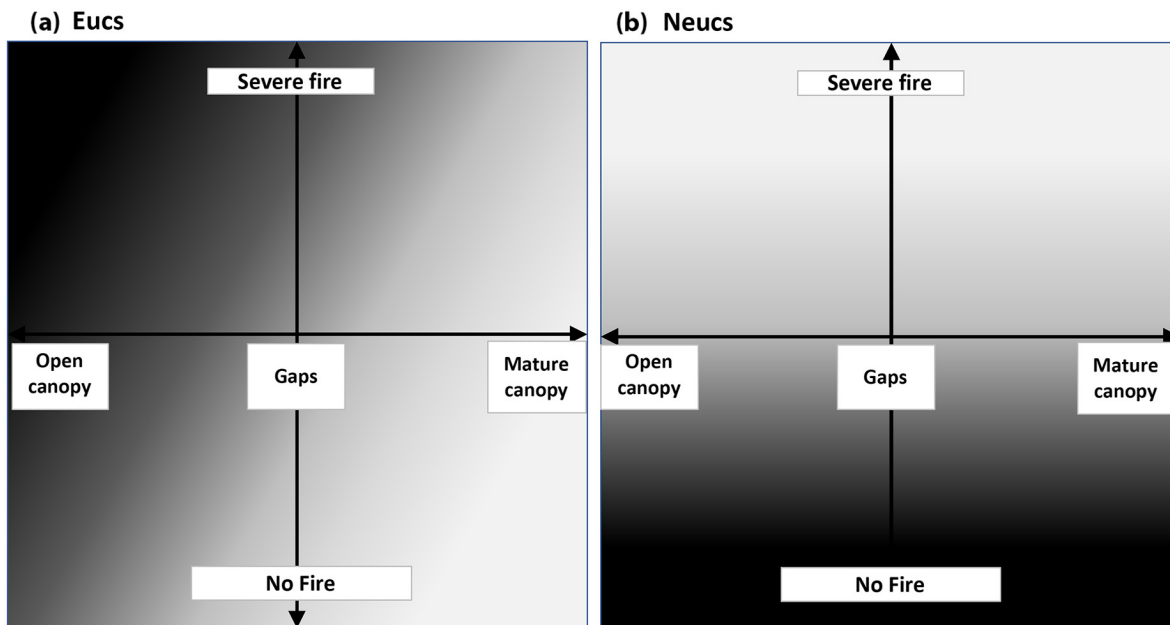 (a) Eucs
Severe fire
Open
canopy
Gaps
Mature
canopy
No Fire
(b) Neucs
Severe fire
Open
canopy
Gaps
Mature
canopy
No Fire